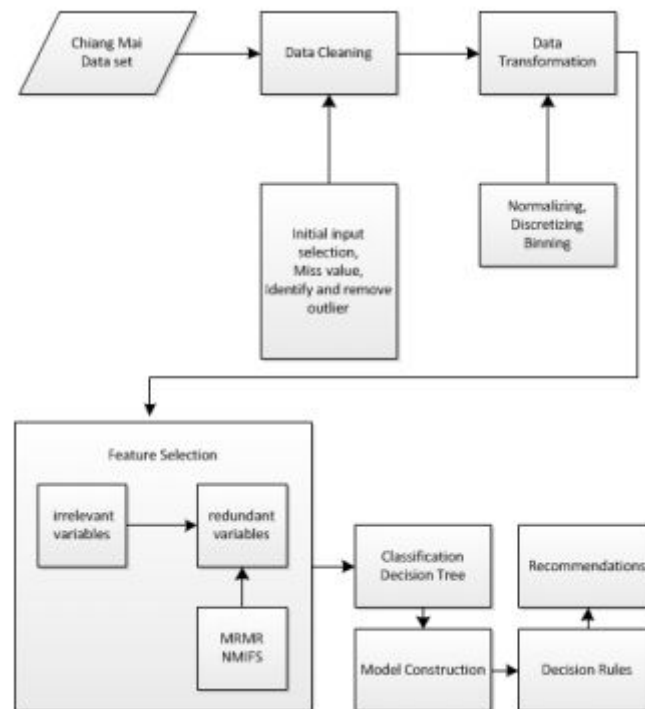 Chiang Mai
Data set
Data Cleaning
Data
Transformation
Initial input
selection,
Miss value,
Identify and remove
outlier
Normalizing,
Discretizing
Binning
Feature Selection
irrelevant
variables
redundant
variables
MRMR
NMIFS
Classification
Decision Tree
Recommendations
Model Construction
Decision Rules